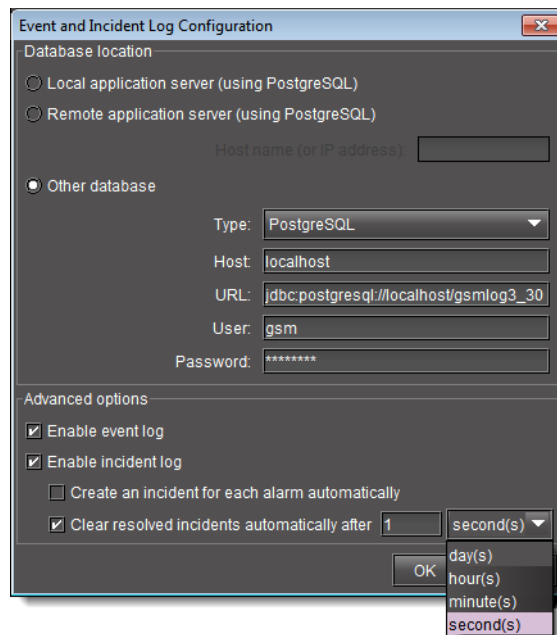 Event and Incident Log Configuration
Database location
Local application server (using PostgreSQL)
Remote application server (using PostgreSQL)
Host name (or IP address):
Other database
Type: PostgreSQL
Host: localhost
URL: jdbc:postgresql://localhost/gsmlog3_30
User: gsm
Password: ********
Advanced options
Enable event log
Enable incident log
Create an incident for each alarm automatically
Clear resolved incidents automatically after 1 second(s)
OK
day(s)
hour(s)
minute(s)
second(s)